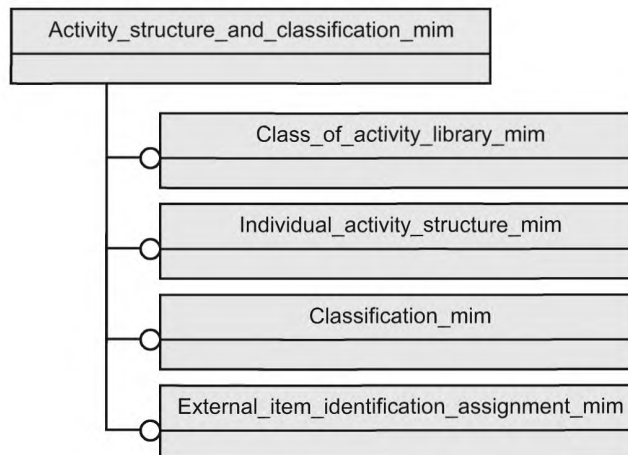 Activity_structure_and_classification_mim
Class_of_activity_library_mim
Individual_activity_structure_mim
Classification_mim
External_item_identification_assignment_mim